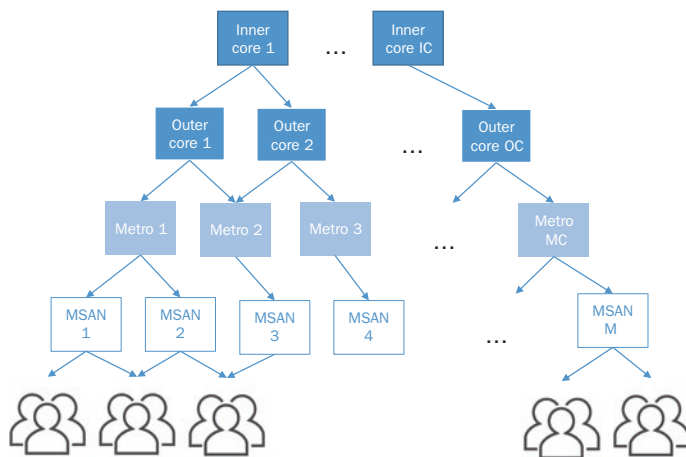 Inner
core 1
...
Inner
core IC
Outer
core 1
Outer
core 2
...
Outer
core OC
Metro 1
Metro 2
Metro 3
...
Metro
MC
MSAN
1
MSAN
2
MSAN
3
MSAN
4
...
MSAN
M